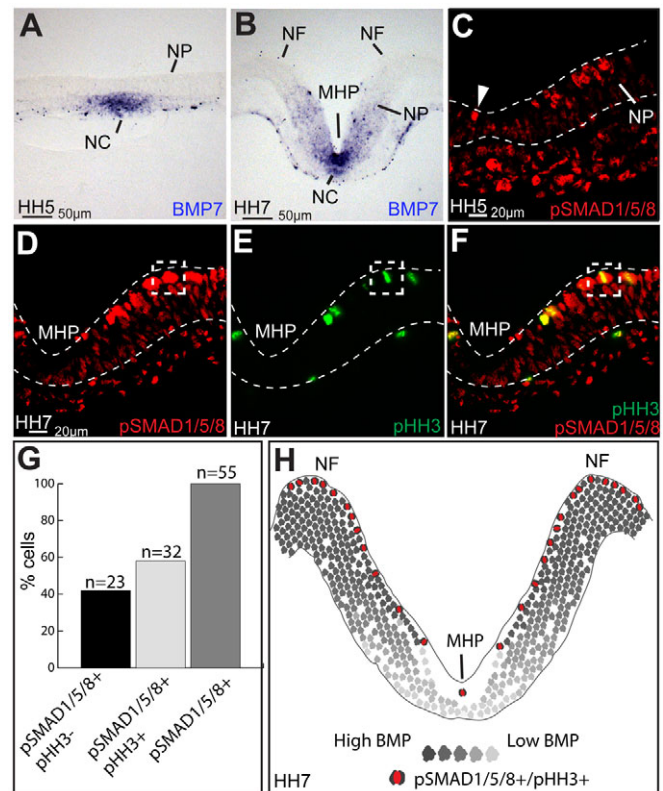 A
NP
NC
HH5
50µm
BMP7
B
NF
NF
MHP
NP
NC
HH7
50µm
BMP7
C
NP
HH5
20µm
pSMAD1/5/8
D
MHP
HH7
20µm
pSMAD1/5/8
E
MHP
HH7
pHH3
F
MHP
pHH3
HH7
pSMAD1/5/8
G
% cells
100
80
60
40
20
0
n=23
n=32
n=55
pSMAD1/5/8+
pHH3-
pSMAD1/5/8+
pHH3+
pSMAD1/5/8+
H
NF
NF
MHP
High BMP
Low BMP
pSMAD1/5/8+/pHH3+
HH7